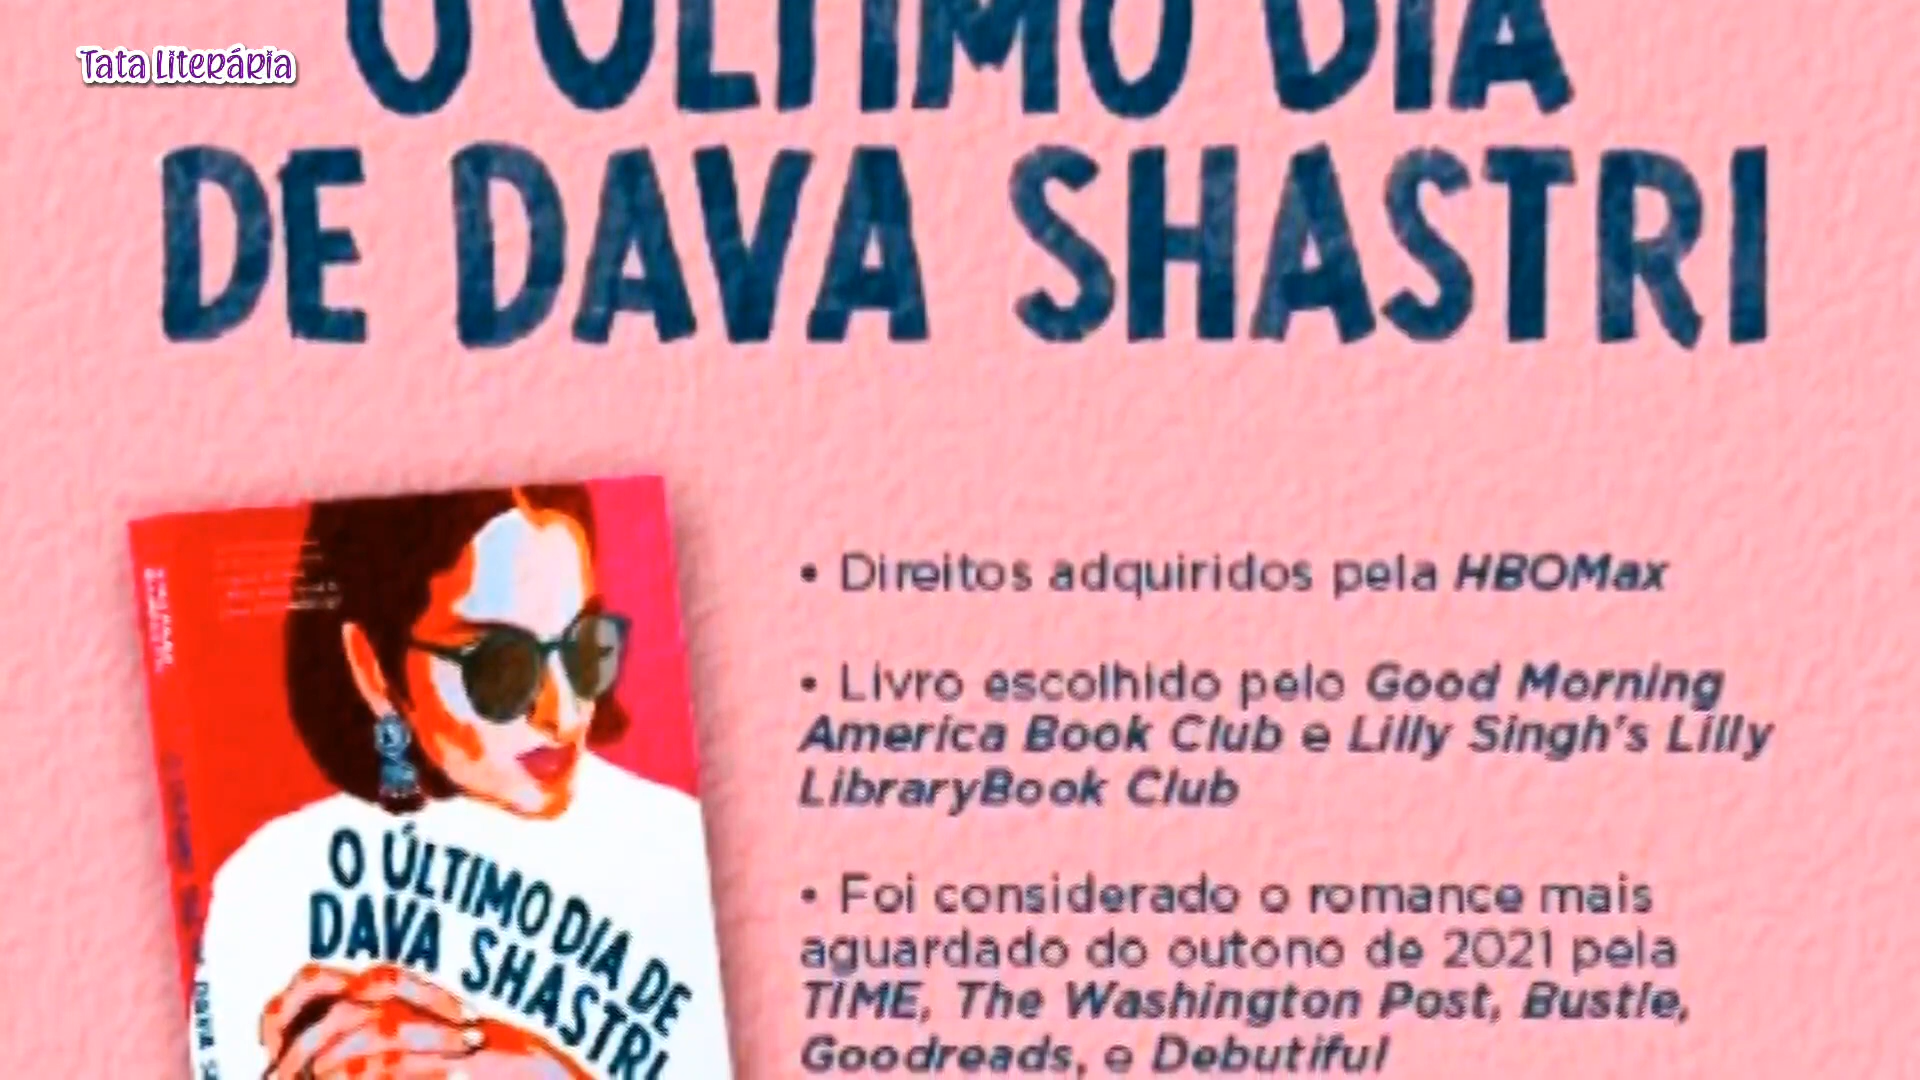 Tata Literária
O ÚLTIMO DIA
DE DAVA SHASTRI
• Direitos adquiridos pela HBOMax
• Livro escolhido pelo Good Morning
America Book Club e Lilly Singh's Lilly
LibraryBook Club
• Foi considerado o romance mais
aguardado do outono de 2021 pela
TIME, The Washington Post, Bustle,
Goodreads, e Debutiful
O ÚLTIMO DIA DE
DAVA SHASTRI